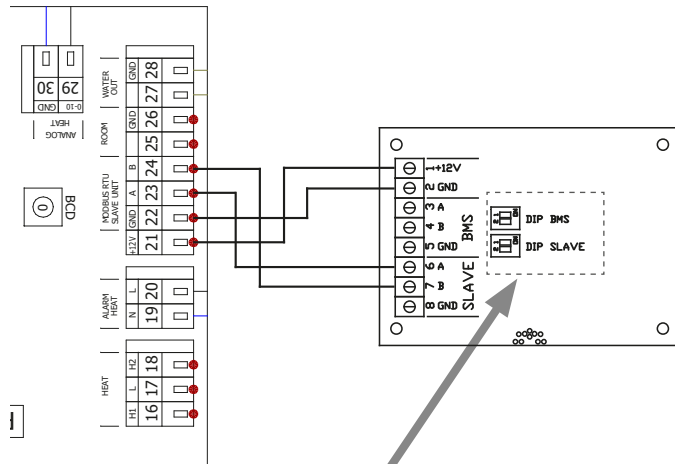 30
29
GND
0-10
ANALOG
HEAT
BCD
0
WATER
OUT
GND
28
27
ROOM
GND
26
25
MODBUS RTU
SLAVE UNIT
B
24
A
23
GND
22
+12V
21
ALARM
HEAT
L
20
N
19
HEAT
H2
18
L
17
H1
16
1 +12V
2 GND
3 A
4 B
5 GND
BMS
6 A
7 B
8 GND
SLAVE
DIP BMS
DIP SLAVE